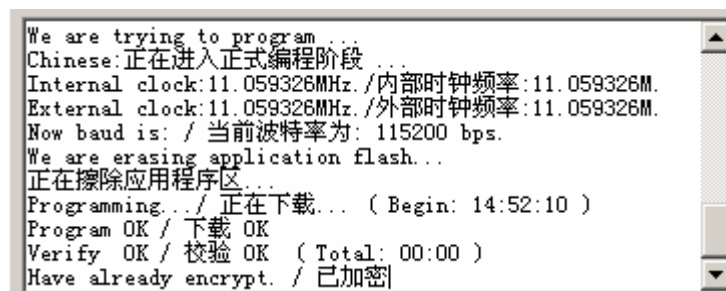 We are trying to program ...
Chinese:正在进入正式编程阶段 ...
Internal clock:11.059326MHz./内部时钟频率:11.059326M.
External clock:11.059326MHz./外部时钟频率:11.059326M.
Now baud is: / 当前波特率为: 115200 bps.
We are erasing application flash...
正在擦除应用程序区...
Programming.../ 正在下载... ( Begin: 14:52:10 )
Program OK / 下载 OK
Verify  OK / 校验 OK  ( Total: 00:00 )
Have already encrypt. / 已加密